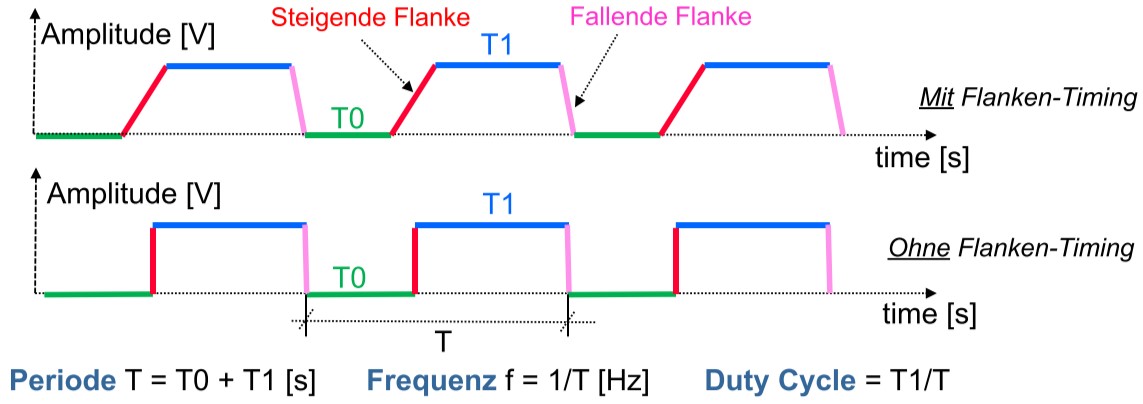 Steigende Flanke
Fallende Flanke
Amplitude [V]
T1
T0
Mit Flanken-Timing
time [s]
Amplitude [V]
T1
T0
Ohne Flanken-Timing
time [s]
T
Periode T = T0 + T1 [s]
Frequenz f = 1/T [Hz]
Duty Cycle = T1/T